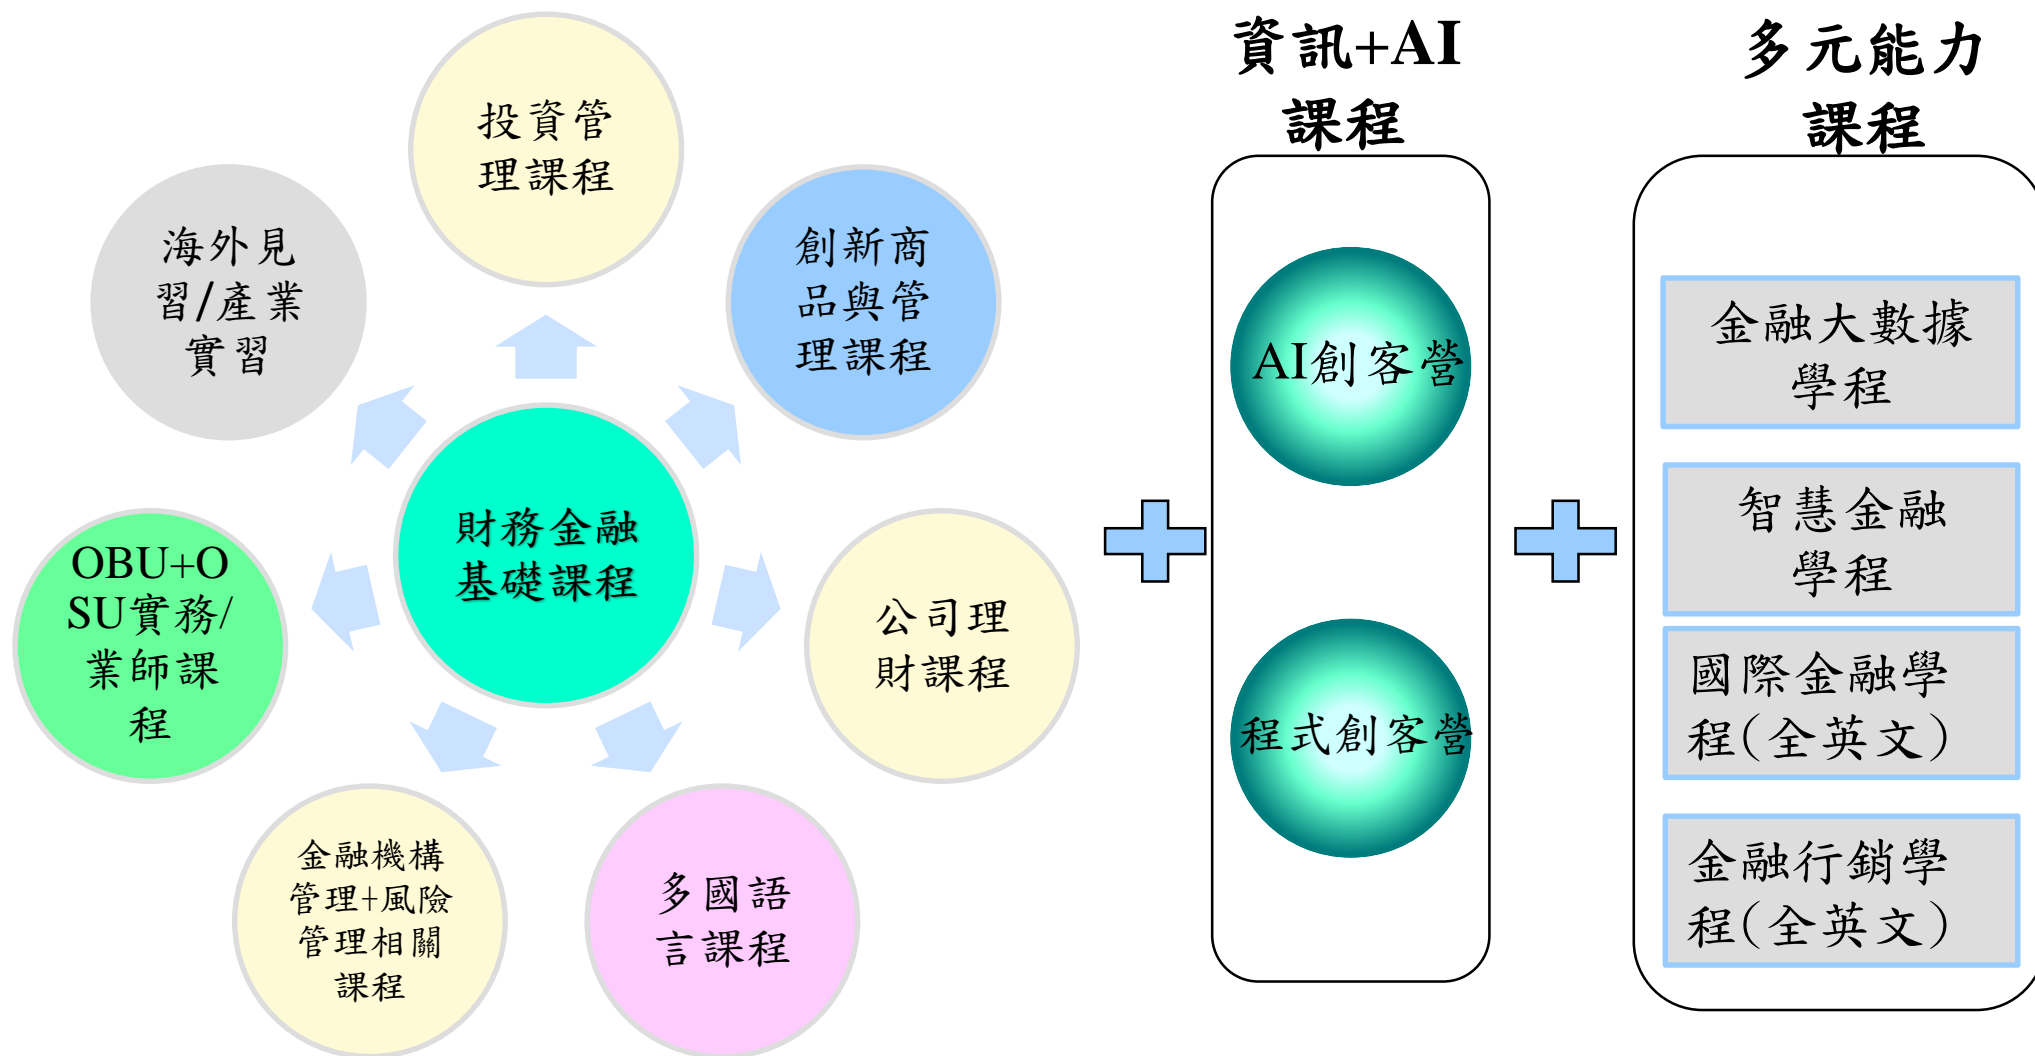 投資管
理課程
創新商
品與管
理課程
公司理
財課程
多國語
言課程
金融機構
管理+風險
管理相關
課程
OBU+O
SU實務/
業師課
程
海外見
習/產業
實習
財務金融
基礎課程
資訊+AI
課程
AI創客營
程式創客營
多元能力
課程
金融大數據
學程
智慧金融
學程
國際金融學
程(全英文)
金融行銷學
程(全英文)